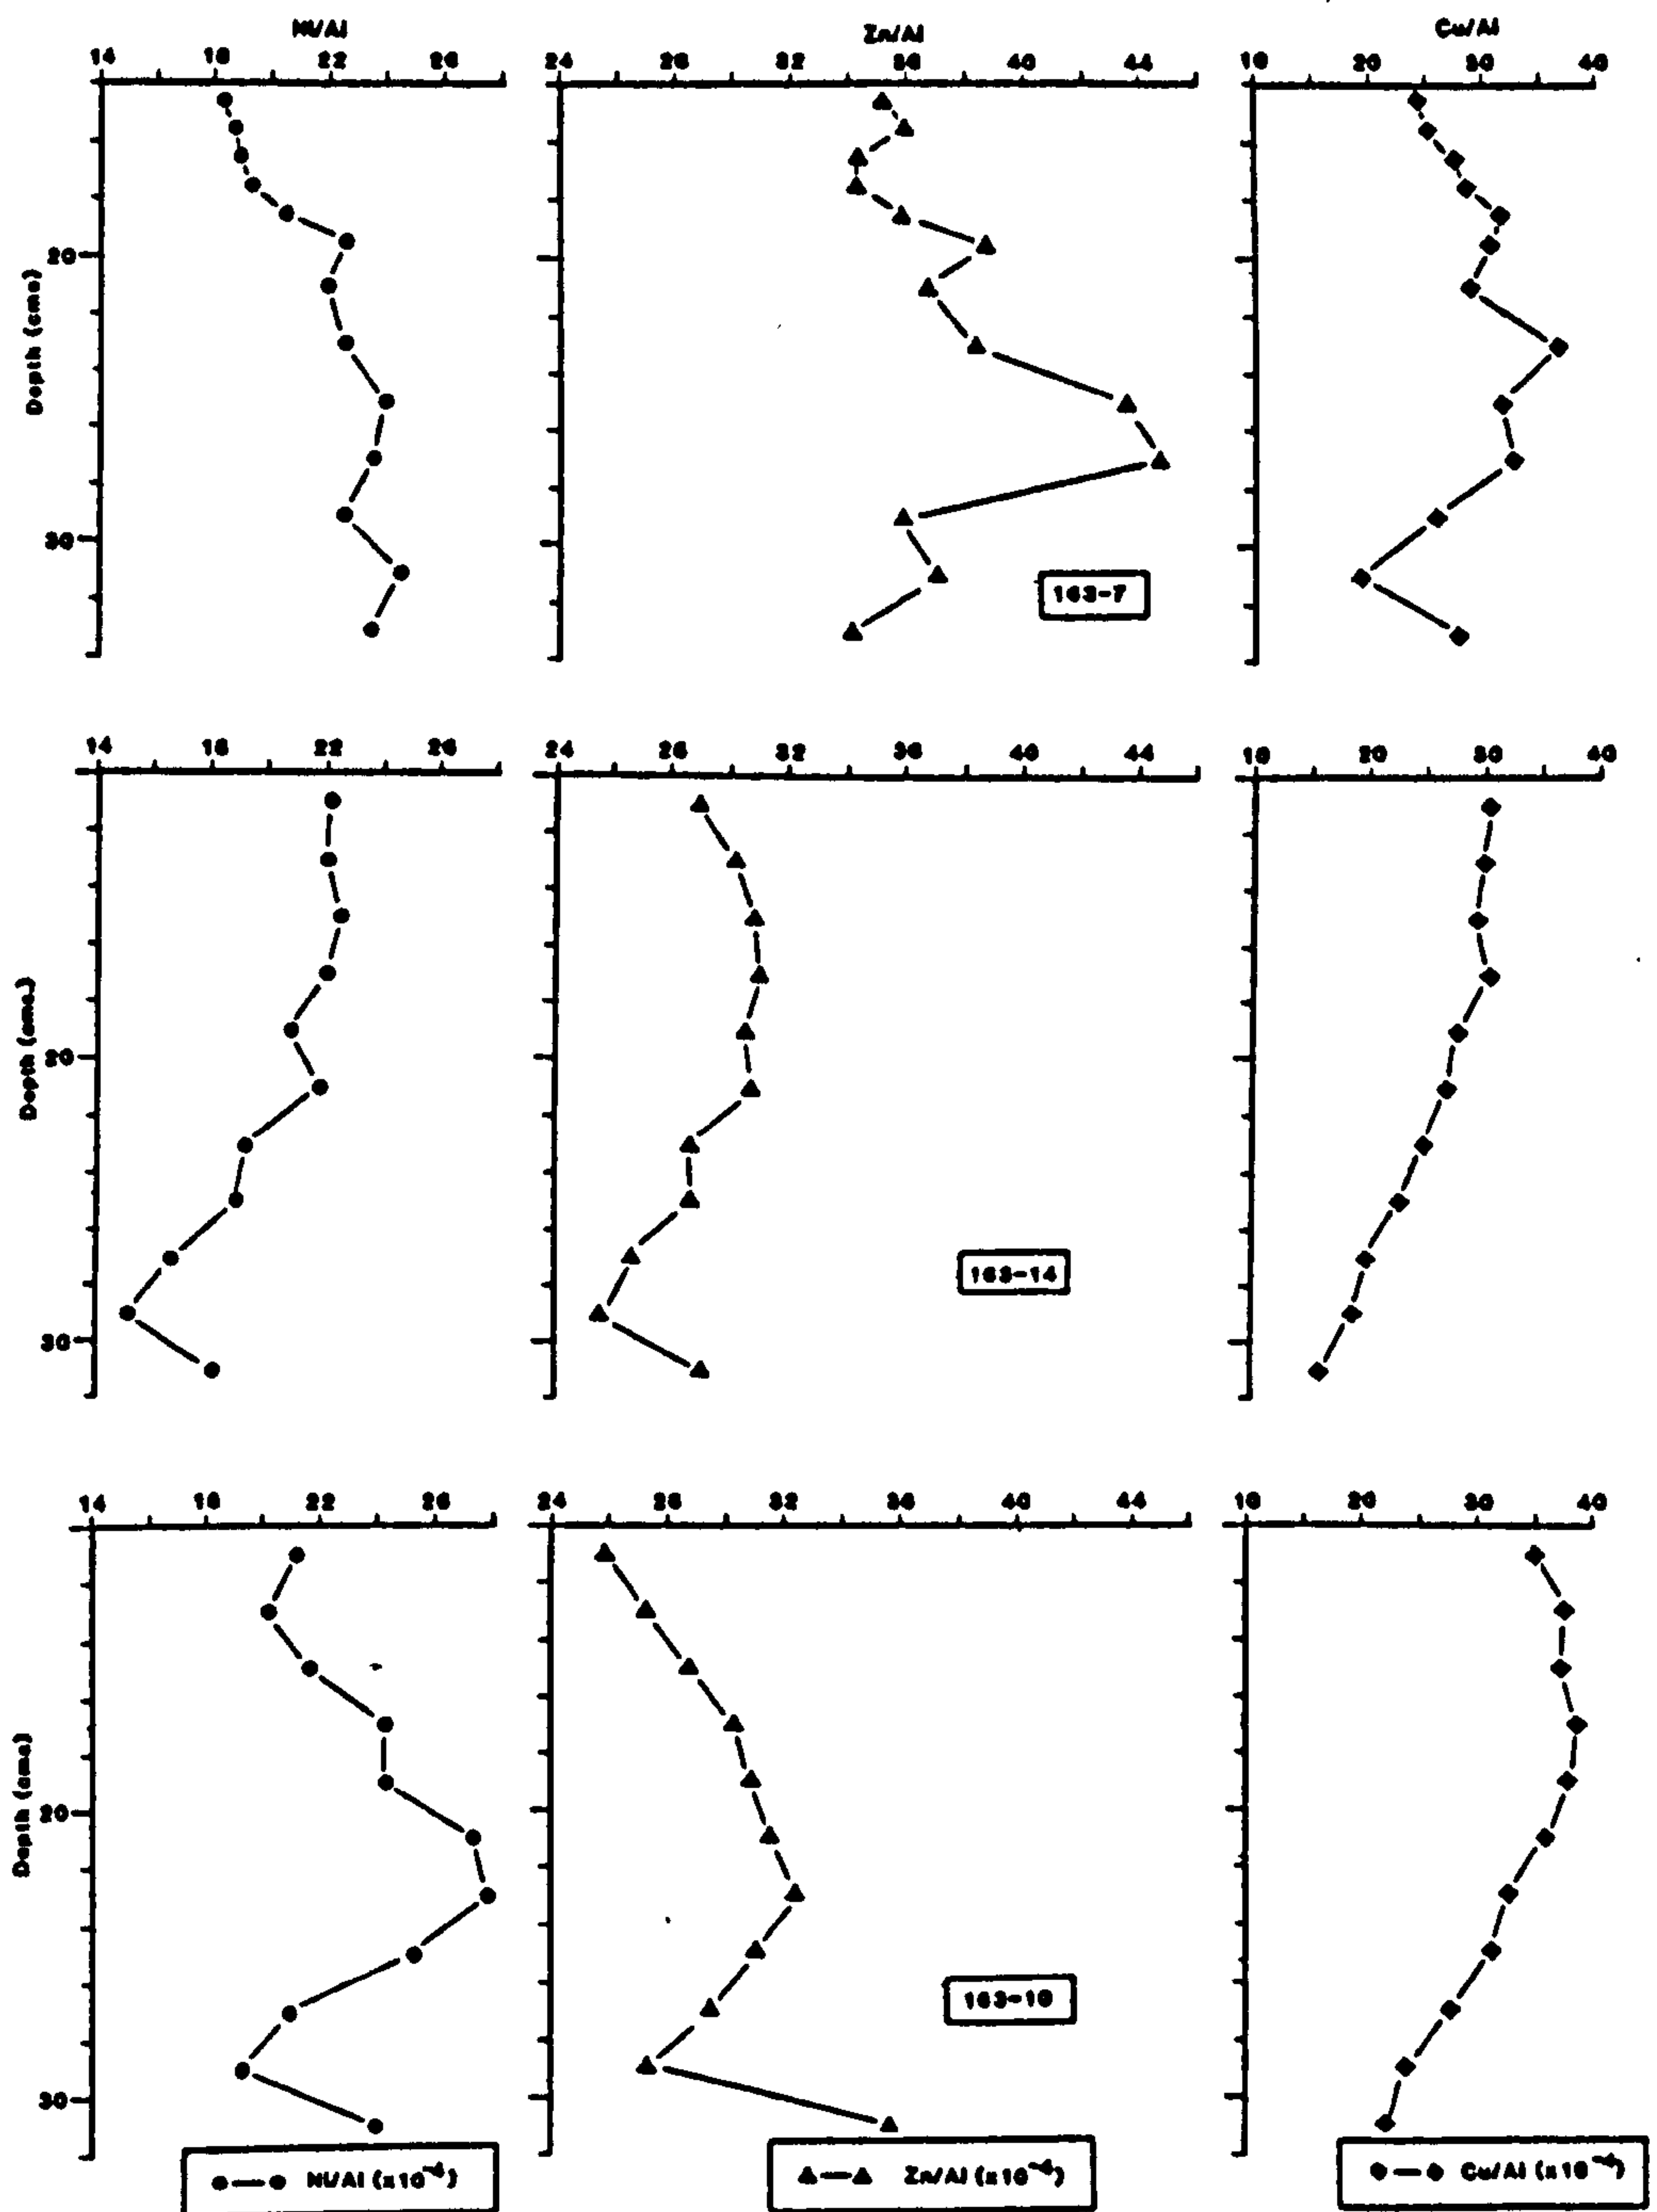 Ni/Al Zn/Al Cu/Al
14 18 22 26 24 28 32 36 40 44 10 20 30 40
Depth (cms)
20
30
163-7
14 18 22 26 24 28 32 36 40 44 10 20 30 40
Depth (cms.)
20
30
163-14
14 18 22 26 24 28 32 36 40 44 10 20 30 40
Depth (cms)
20
30
163-10
Ni/Al (x10⁻⁴) Zn/Al (x10⁻⁴) Cu/Al (x10⁻⁴)